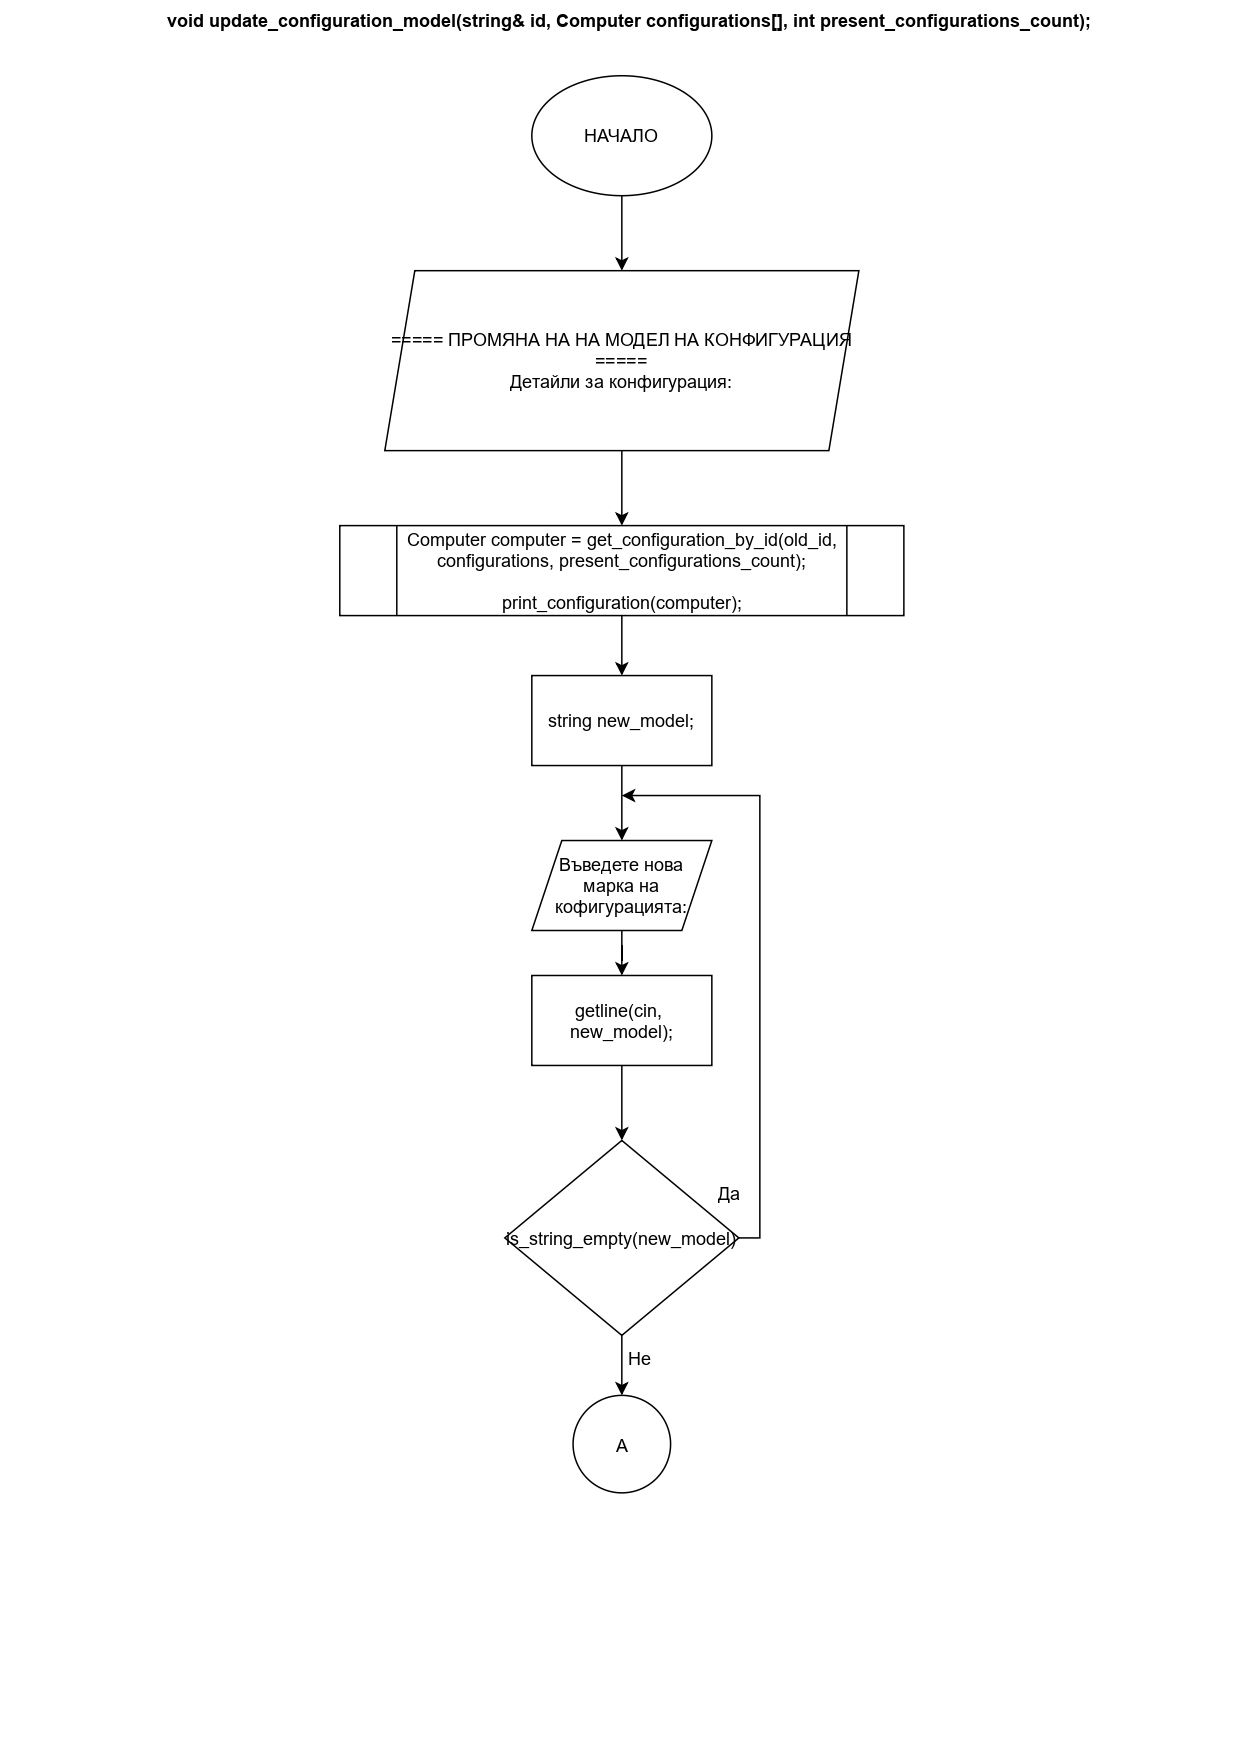 void update_configuration_model(string& id, Computer configurations[], int present_configurations_count);
НАЧАЛО
===== ПРОМЯНА НА НА МОДЕЛ НА КОНФИГУРАЦИЯ
=====
Детайли за конфигурация:
Computer computer = get_configuration_by_id(old_id,
configurations, present_configurations_count);
print_configuration(computer);
string new_model;
Въведете нова
марка на
кофигурацията:
getline(cin,
new_model);
Да
is_string_empty(new_model)
Не
А